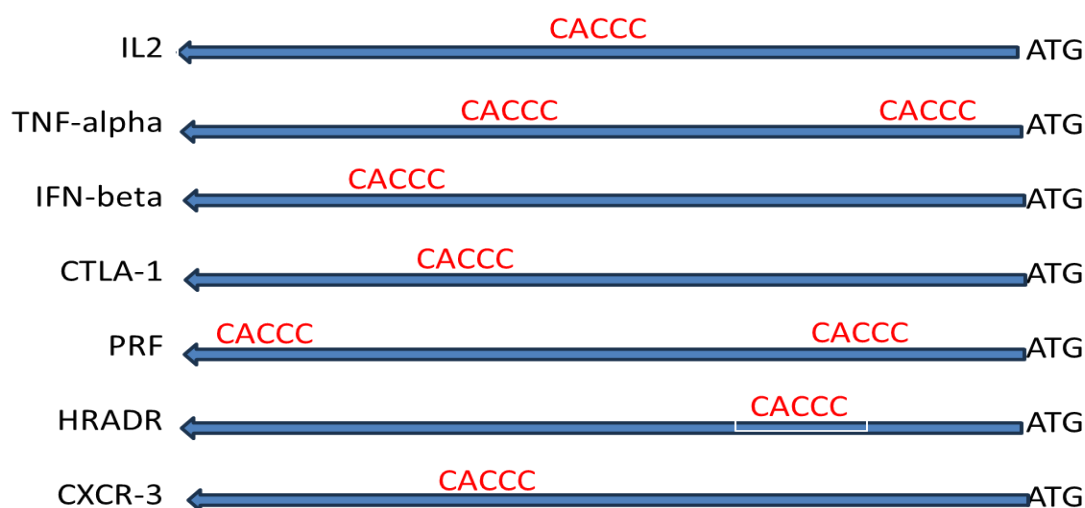 CACCC
IL2 ATG
CACCC CACCC
TNF-alpha ATG
CACCC
IFN-beta ATG
CACCC
CTLA-1 ATG
CACCC CACCC
PRF ATG
CACCC
HRADR ATG
CACCC
CXCR-3 ATG